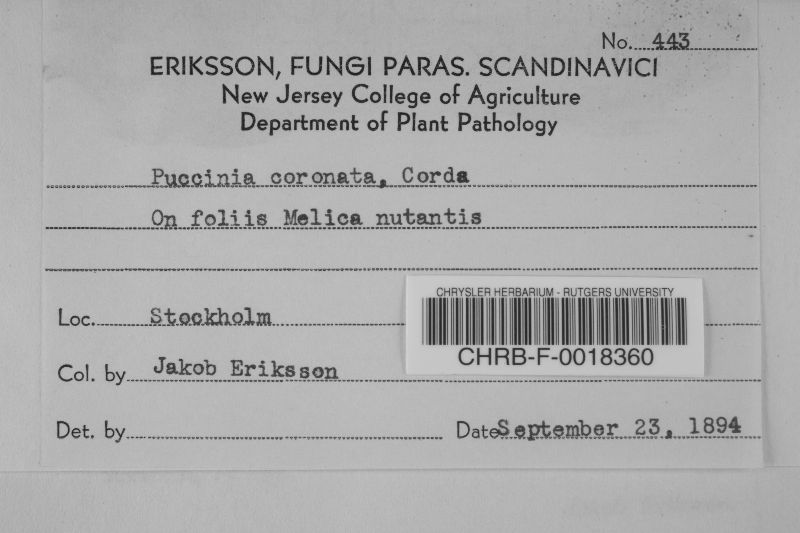 No. 443
ERIKSSON, FUNGI PARAS. SCANDINAVICI
New Jersey College of Agriculture
Department of Plant Pathology
Puccinia coronata, Corda
On foliis Melica nutantis
CHRYSLER HERBARIUM - RUTGERS UNIVERSITY
CHRB-F-0018360
Loc. Stockholm
Col. by Jakob Eriksson
Det. by
Date September 23, 1894